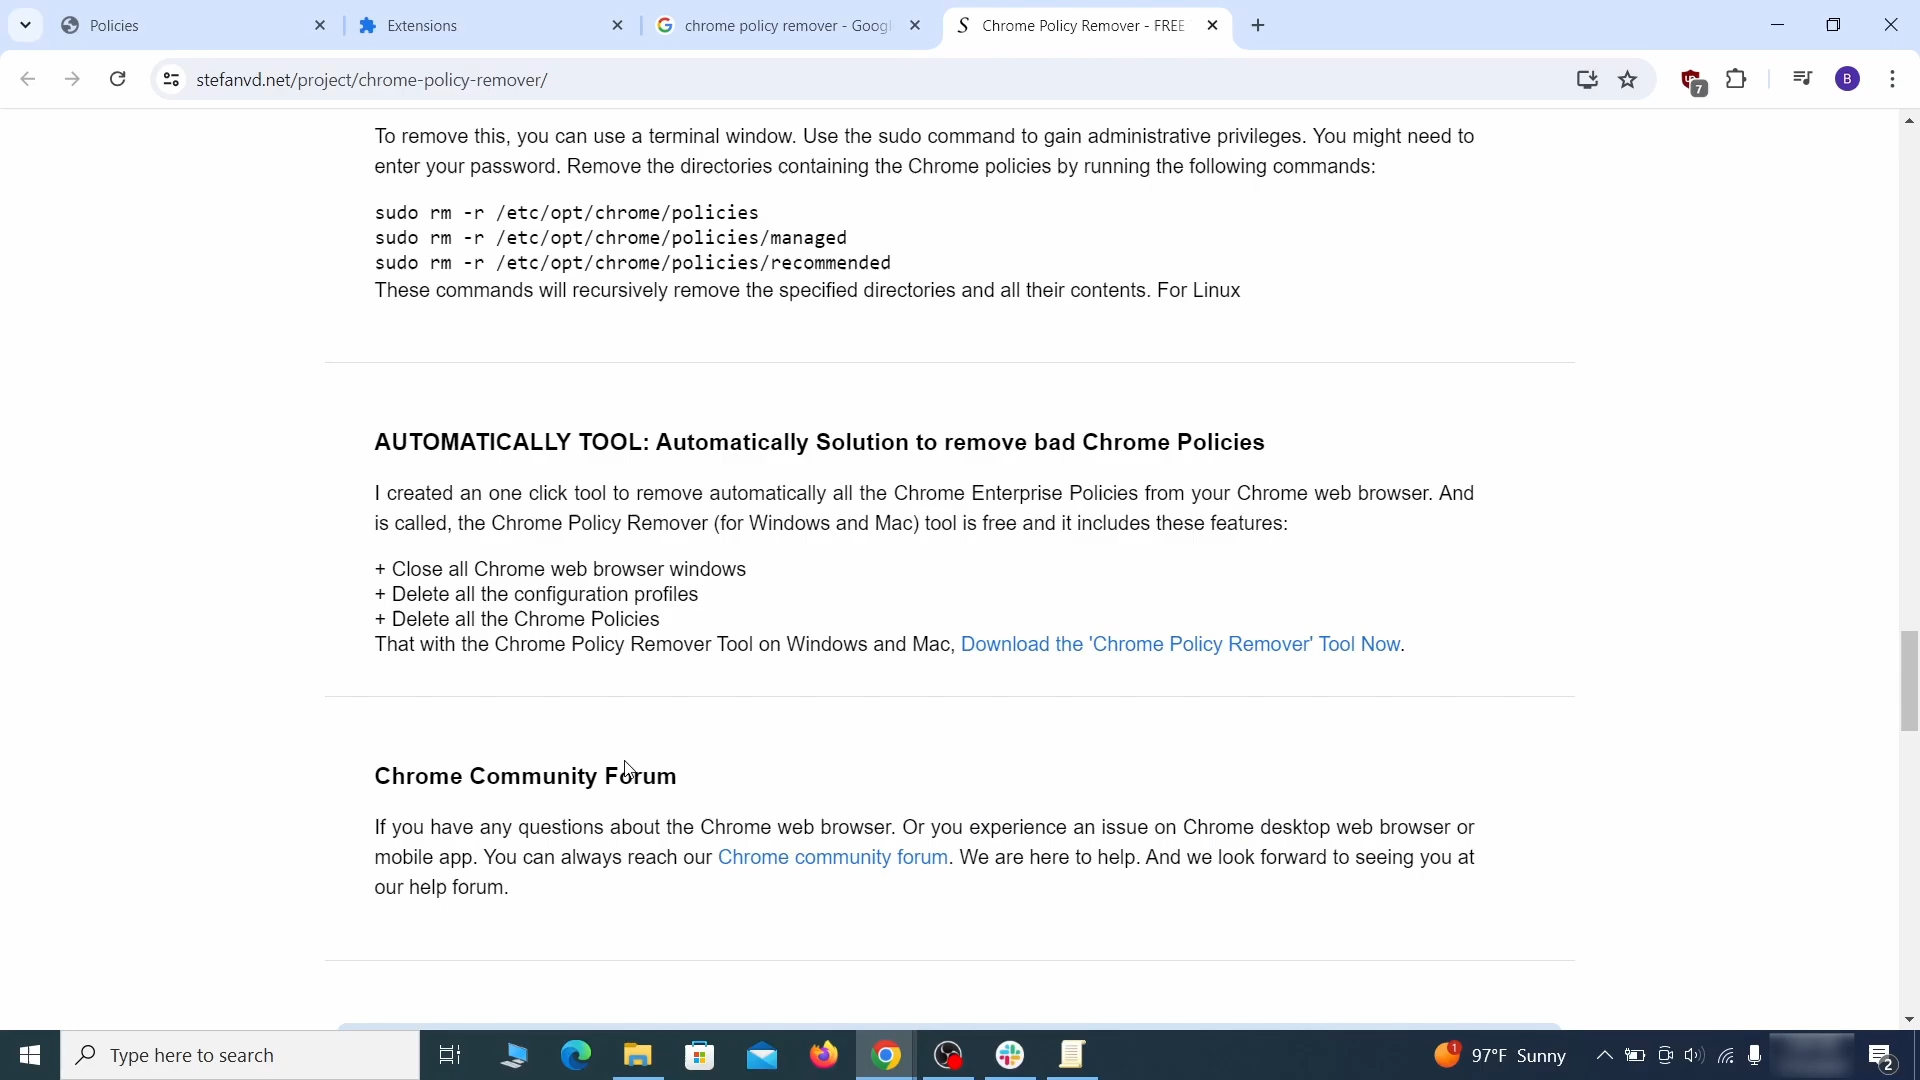 Policies
Extensions
chrome policy remover - Googl
Chrome Policy Remover - FREE
stefanvd.net/project/chrome-policy-remover/
7
B
To remove this, you can use a terminal window. Use the sudo command to gain administrative privileges. You might need to
enter your password. Remove the directories containing the Chrome policies by running the following commands:
sudo rm -r /etc/opt/chrome/policies
sudo rm -r /etc/opt/chrome/policies/managed
sudo rm -r /etc/opt/chrome/policies/recommended
These commands will recursively remove the specified directories and all their contents. For Linux
AUTOMATICALLY TOOL: Automatically Solution to remove bad Chrome Policies
I created an one click tool to remove automatically all the Chrome Enterprise Policies from your Chrome web browser. And
is called, the Chrome Policy Remover (for Windows and Mac) tool is free and it includes these features:
+ Close all Chrome web browser windows
+ Delete all the configuration profiles
+ Delete all the Chrome Policies
That with the Chrome Policy Remover Tool on Windows and Mac, Download the 'Chrome Policy Remover' Tool Now.
Chrome Community Forum
If you have any questions about the Chrome web browser. Or you experience an issue on Chrome desktop web browser or
mobile app. You can always reach our Chrome community forum. We are here to help. And we look forward to seeing you at
our help forum.
Type here to search
1
97°F Sunny
2